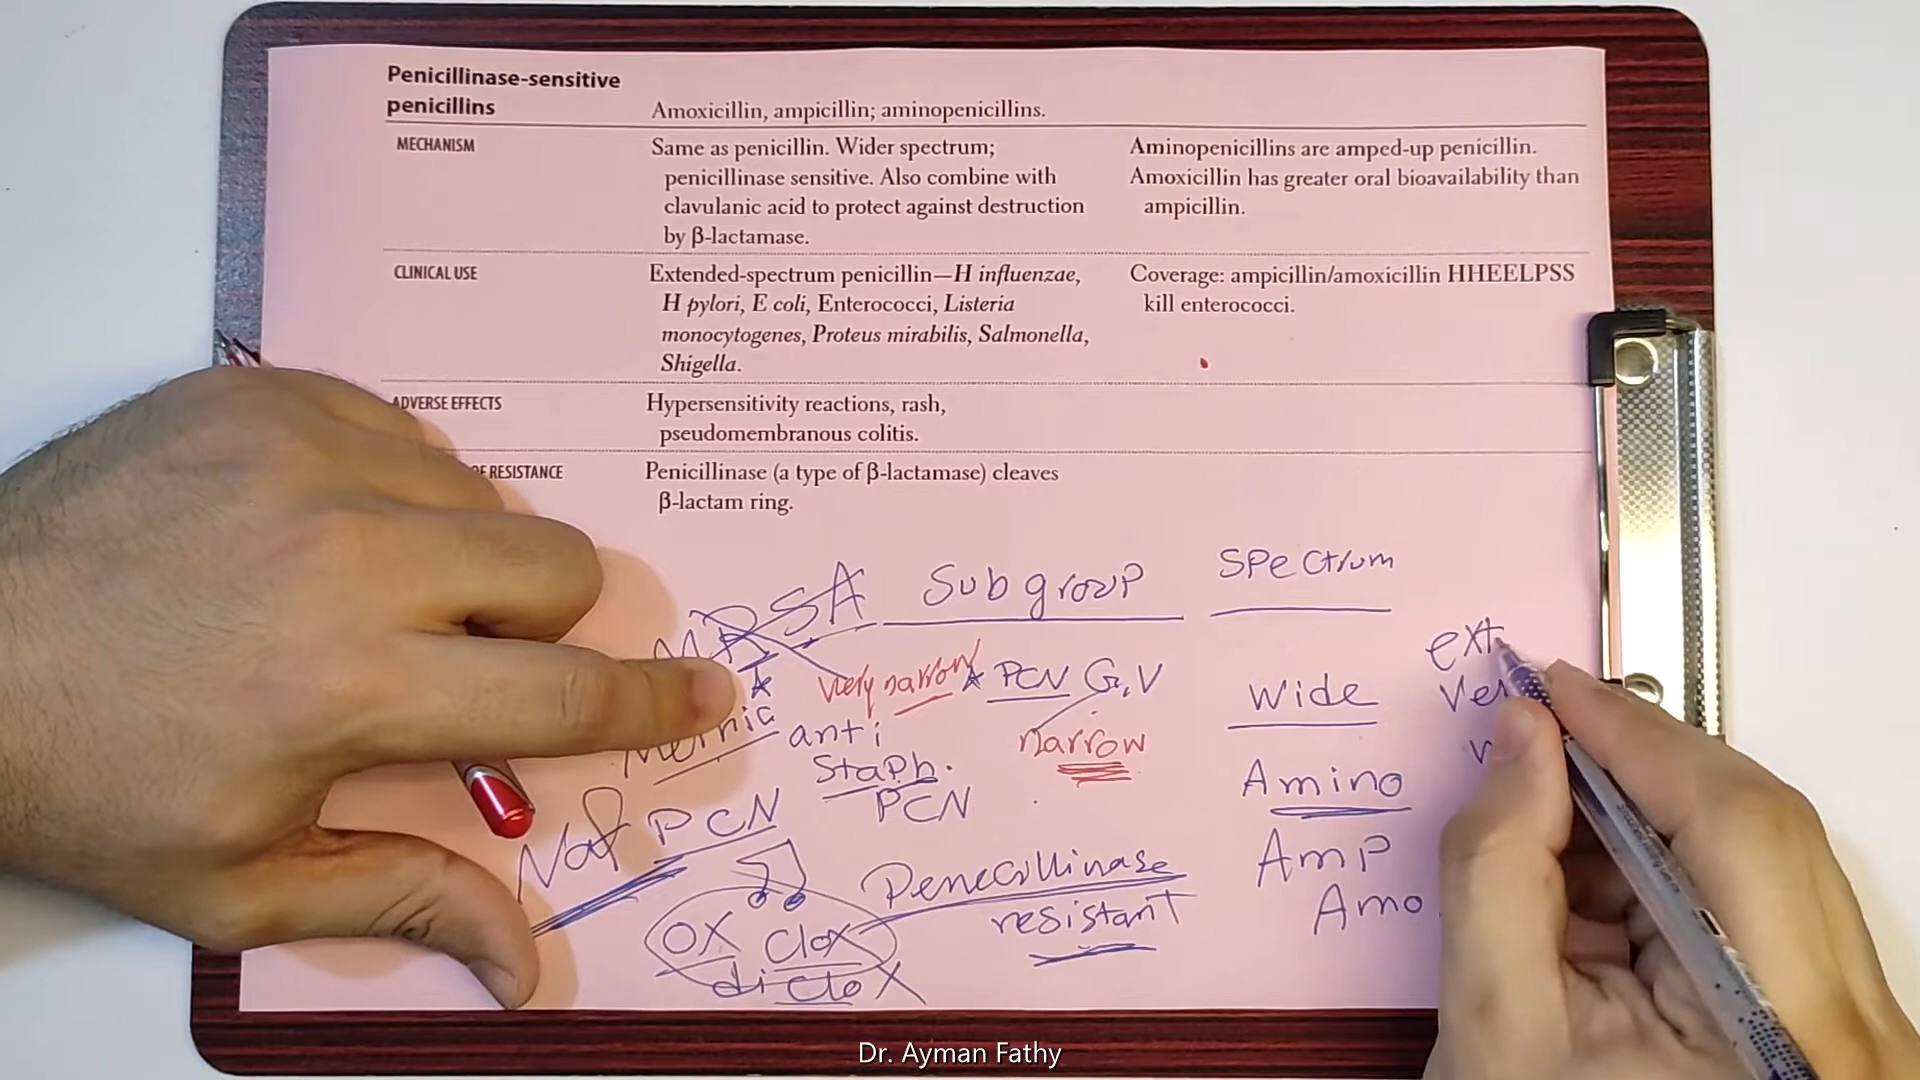 Penicillinase-sensitive
penicillins
Amoxicillin, ampicillin; aminopenicillins.
MECHANISM
Same as penicillin. Wider spectrum;
penicillinase sensitive. Also combine with
clavulanic acid to protect against destruction
by β-lactamase.
Aminopenicillins are amped-up penicillin.
Amoxicillin has greater oral bioavailability than
ampicillin.
CLINICAL USE
Extended-spectrum penicillin—H influenzae,
H pylori, E coli, Enterococci, Listeria
monocytogenes, Proteus mirabilis, Salmonella,
Shigella.
Coverage: ampicillin/amoxicillin HHEELPSS
kill enterococci.
ADVERSE EFFECTS
Hypersensitivity reactions, rash,
pseudomembranous colitis.
OF RESISTANCE
Penicillinase (a type of β-lactamase) cleaves
β-lactam ring.
MRSA
Subgroup
Spectrum
very narrow
PCN G, V
narrow
anti
Staph.
PCN
Naf PCN
OX Clox
diclox
Penecillinase
resistant
wide
Amino
Amp
Amo
ext
Dr. Ayman Fathy